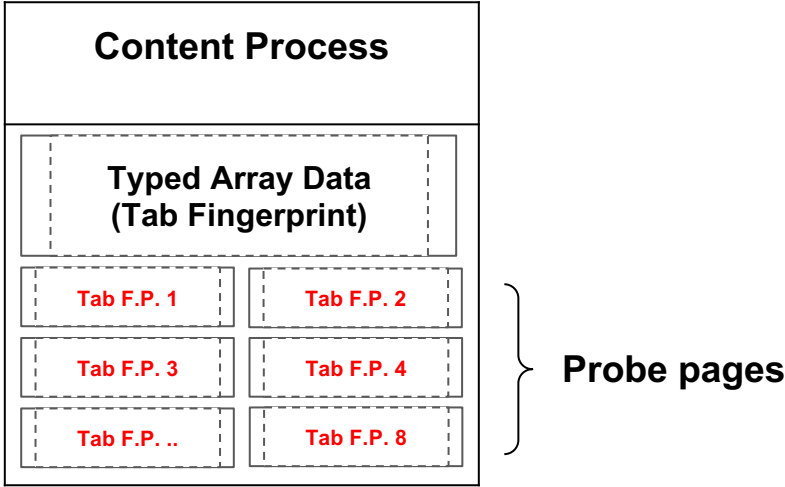 Content Process
Typed Array Data
(Tab Fingerprint)
Tab F.P. 1
Tab F.P. 2
Tab F.P. 3
Tab F.P. 4
Tab F.P. ..
Tab F.P. 8
Probe pages